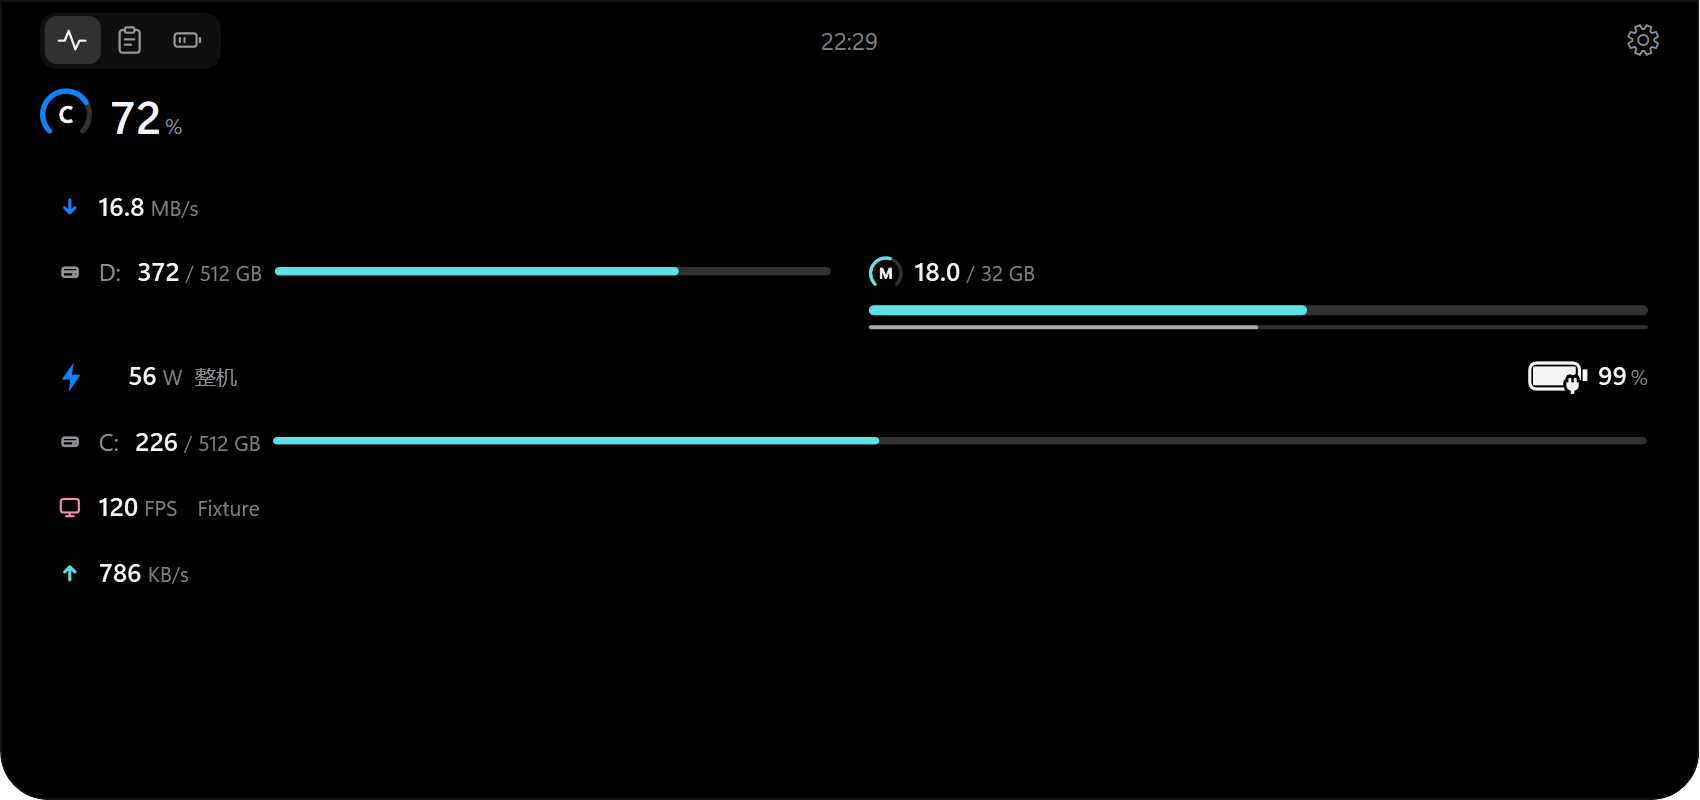 22:29
C 72 %
16.8 MB/s
D: 372 / 512 GB
M 18.0 / 32 GB
56 W 整机
99 %
C: 226 / 512 GB
120 FPS Fixture
786 KB/s